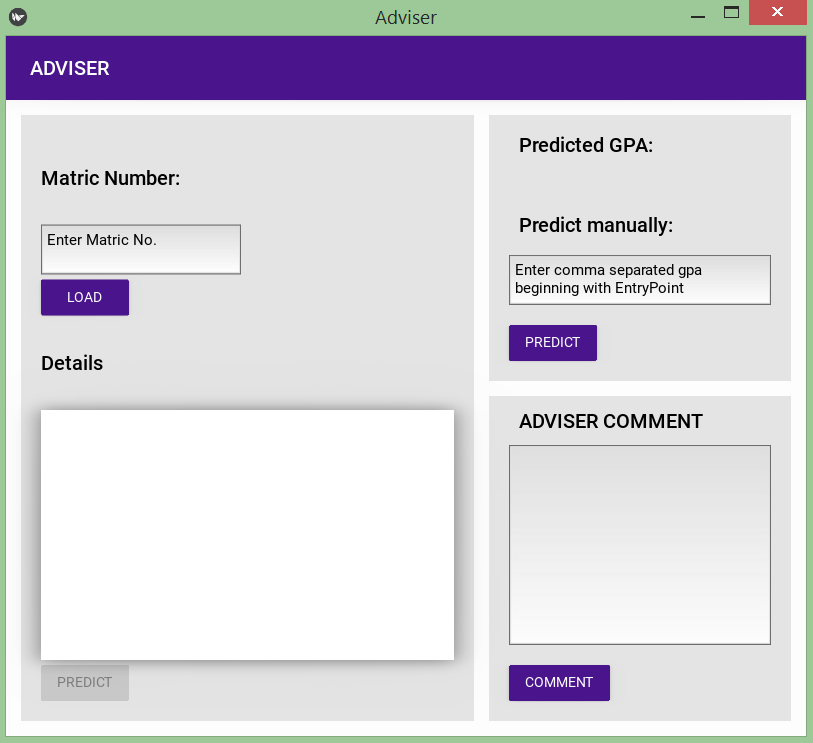 Adviser
ADVISER
Matric Number:
Enter Matric No.
LOAD
Details
PREDICT
Predicted GPA:
Predict manually:
Enter comma separated gpa
beginning with EntryPoint
PREDICT
ADVISER COMMENT
COMMENT